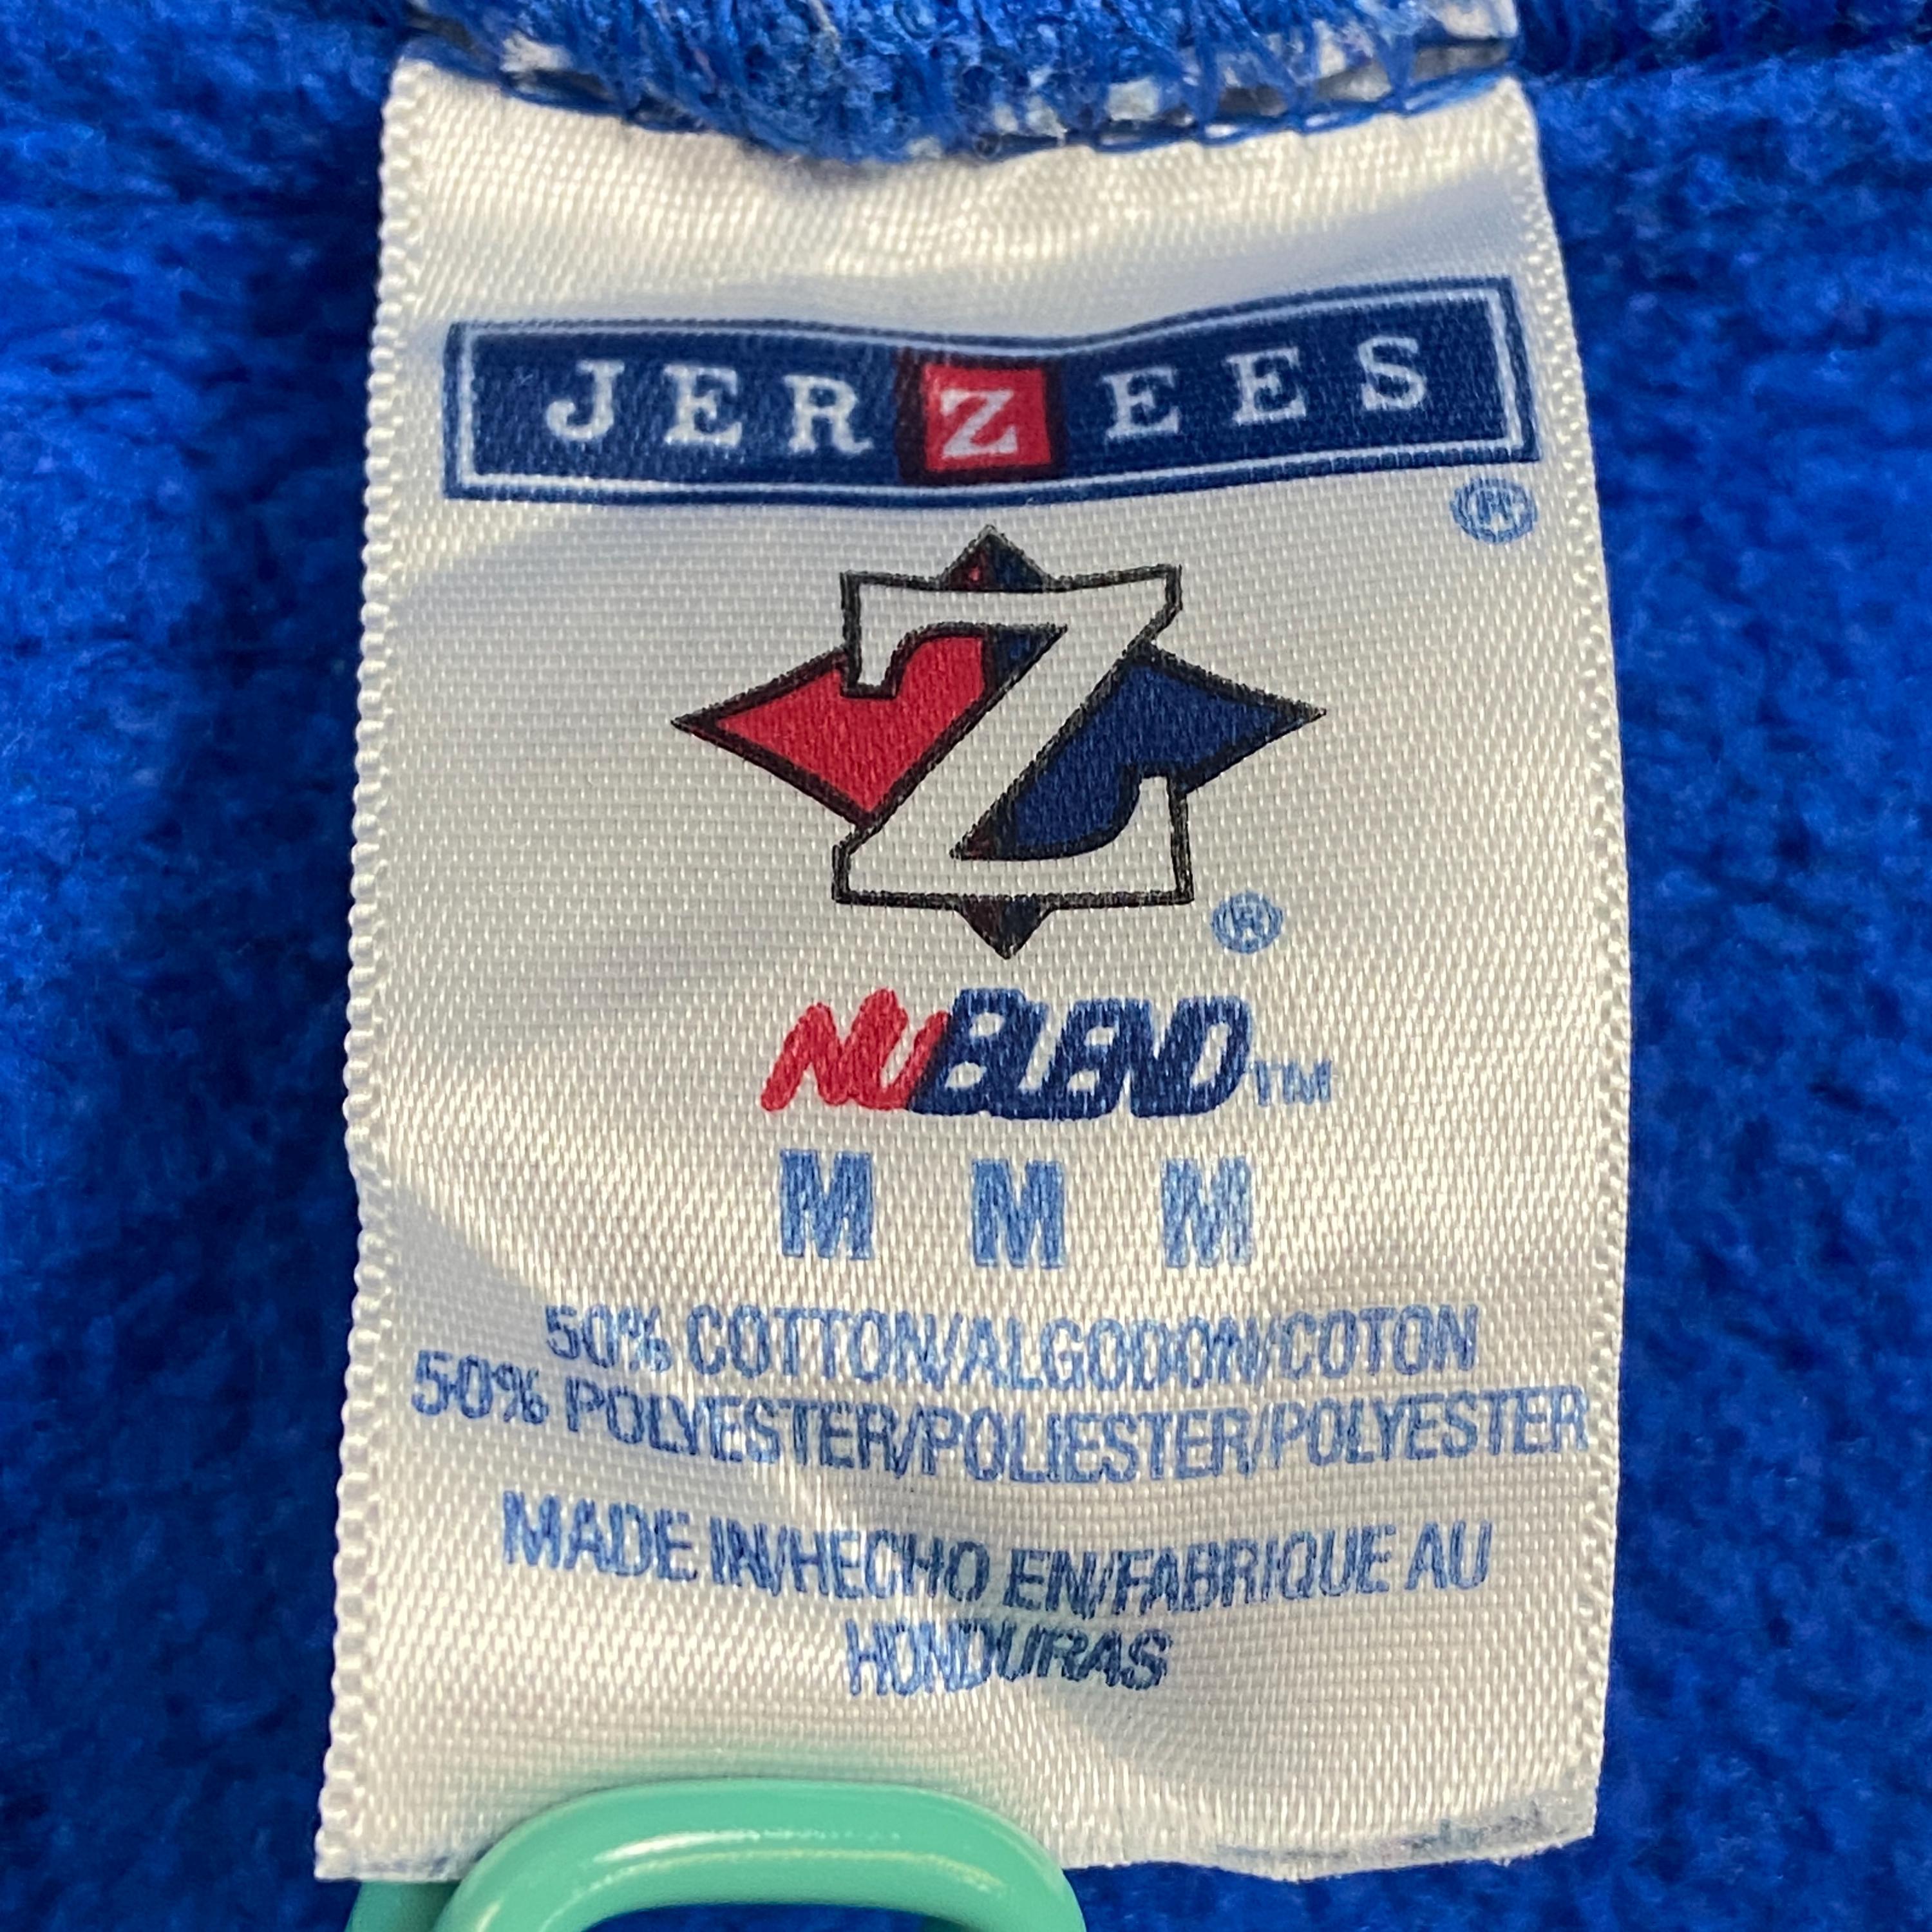 JERZEES
®
Z
®
NUBLEND™
M M M
50% COTTON/ALGODON/COTON
50% POLYESTER/POLIESTER/POLYESTER
MADE IN/HECHO EN/FABRIQUE AU
HONDURAS